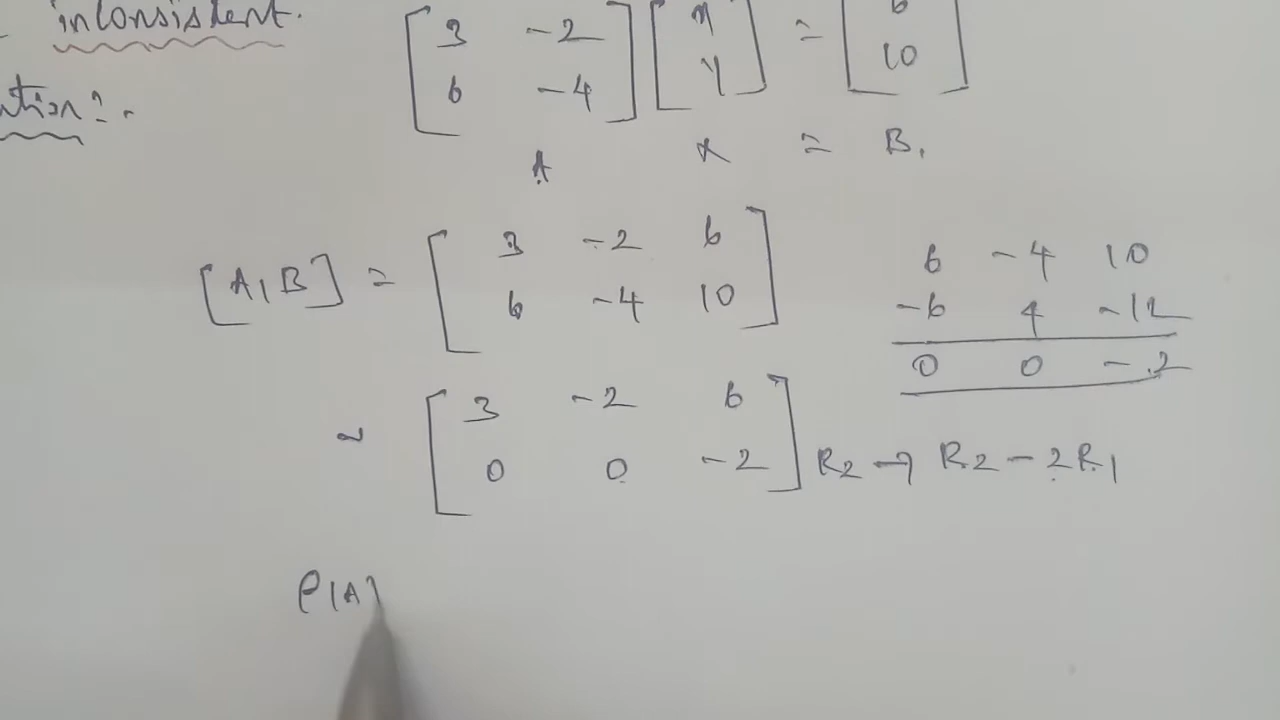 inconsistent.
[ 3 -2 ] [ x ] = [ 6 ]
[ 6 -4 ] [ y ] = [ 10 ]
ution:-
A X = B.
[A,B] = [ 3 -2 6 ]
[ 6 -4 10 ]
6 -4 10
-6 4 -12
0 0 -2
~ [ 3 -2 6 ]
[ 0 0 -2 ] R2 → R2 - 2R1
ρ(A)